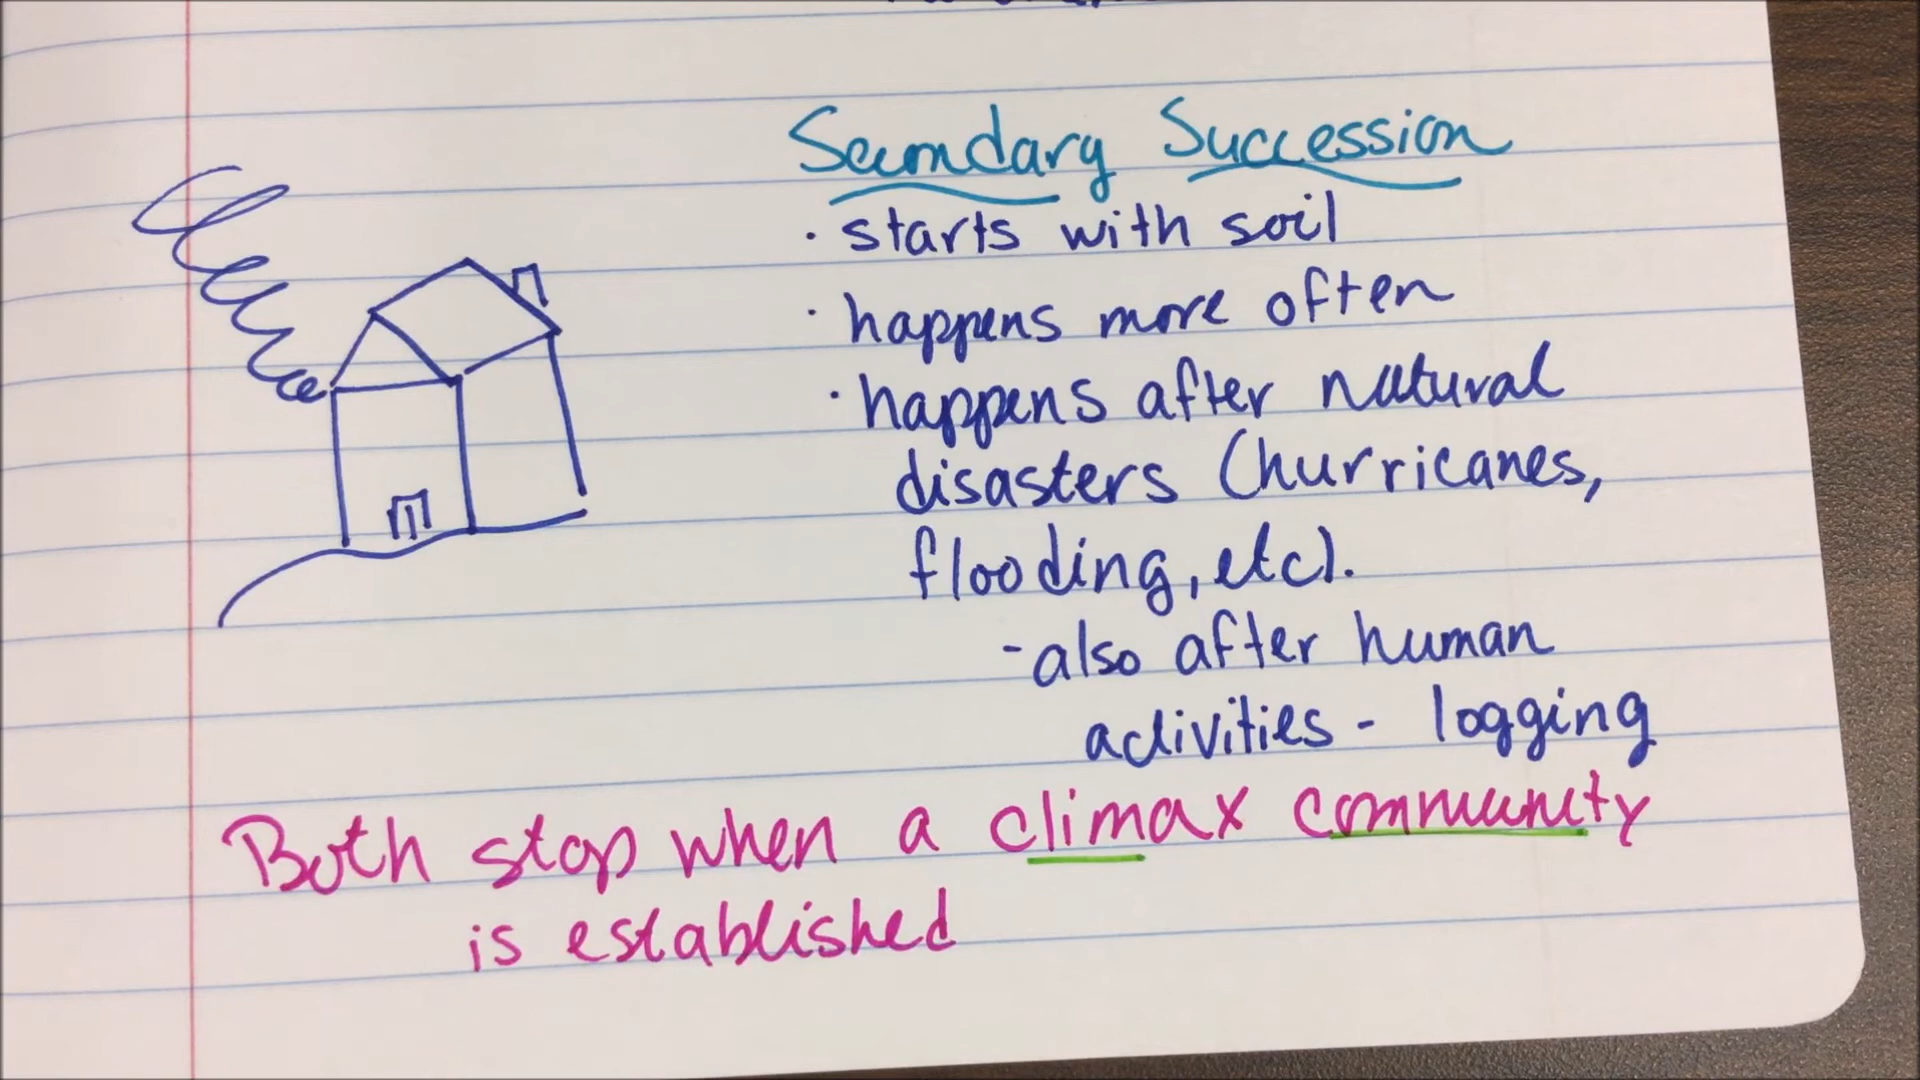 Secondary Succession
· starts with soil
· happens more often
· happens after natural
disasters (hurricanes,
flooding, etc).
- also after human
activities - logging
Both stop when a climax community
is established